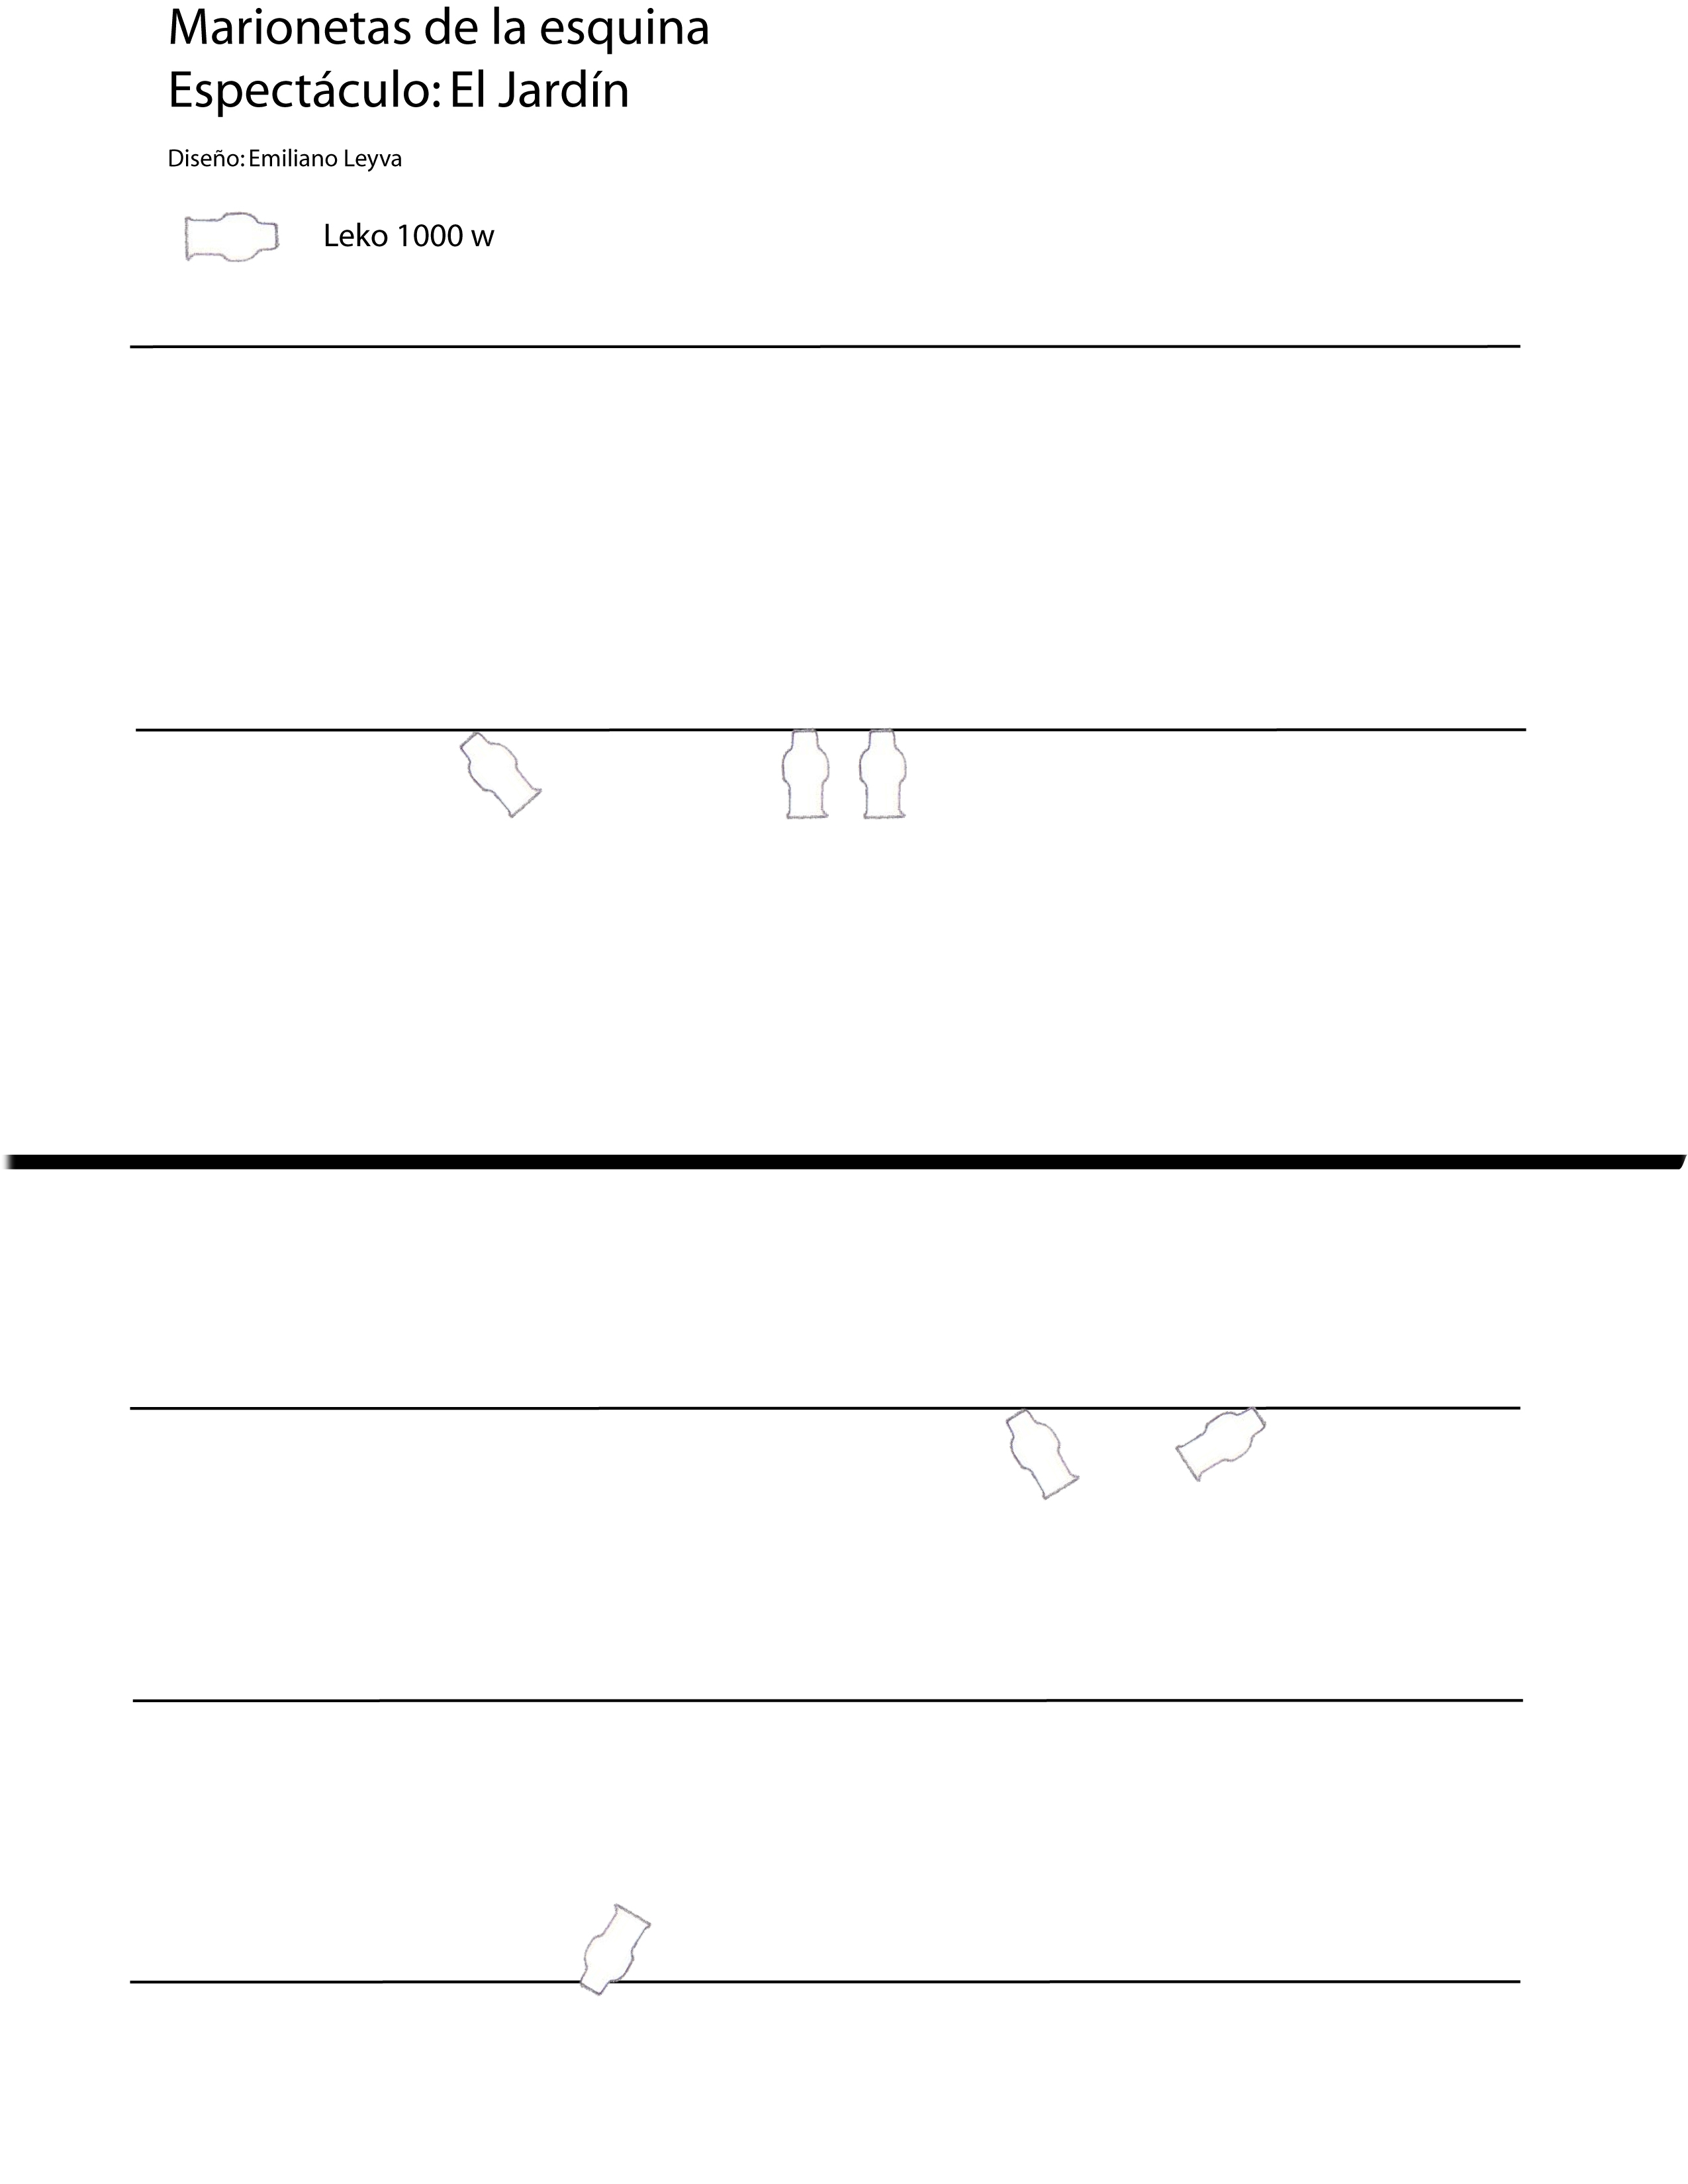 Marionetas de la esquina
Espectáculo: El Jardín
Diseño: Emiliano Leyva
Leko 1000 w